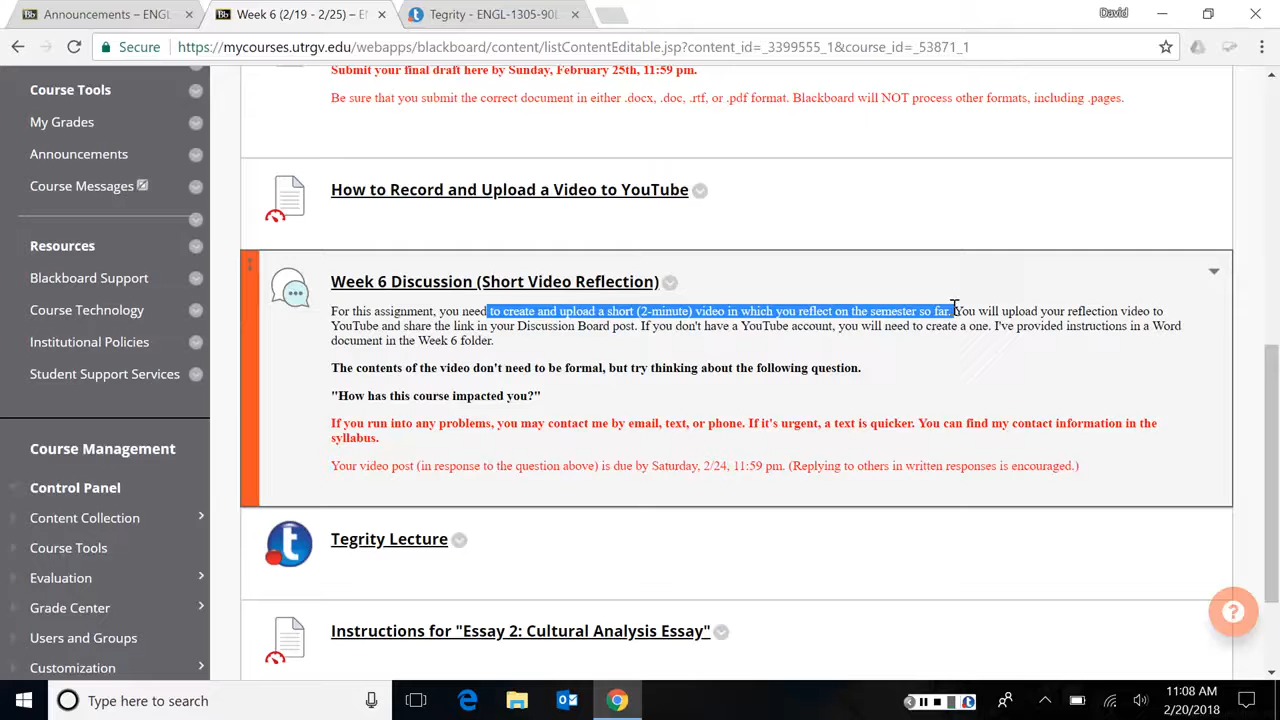 Announcements – ENGL-
Week 6 (2/19 - 2/25) – E
Tegrity - ENGL-1305-90
David
Secure
https://mycourses.utrgv.edu/webapps/blackboard/content/listContentEditable.jsp?content_id=_3399555_1&course_id=_53871_1
Course Tools
My Grades
Announcements
Course Messages
Resources
Blackboard Support
Course Technology
Institutional Policies
Student Support Services
Course Management
Control Panel
Content Collection
Course Tools
Evaluation
Grade Center
Users and Groups
Customization
Submit your final draft here by Sunday, February 25th, 11:59 pm.
Be sure that you submit the correct document in either .docx, .doc, .rtf, or .pdf format. Blackboard will NOT process other formats, including .pages.
How to Record and Upload a Video to YouTube
Week 6 Discussion (Short Video Reflection)
For this assignment, you need to create and upload a short (2-minute) video in which you reflect on the semester so far. You will upload your reflection video to
YouTube and share the link in your Discussion Board post. If you don't have a YouTube account, you will need to create a one. I've provided instructions in a Word
document in the Week 6 folder.
The contents of the video don't need to be formal, but try thinking about the following question.
"How has this course impacted you?"
If you run into any problems, you may contact me by email, text, or phone. If it's urgent, a text is quicker. You can find my contact information in the
syllabus.
Your video post (in response to the question above) is due by Saturday, 2/24, 11:59 pm. (Replying to others in written responses is encouraged.)
Tegrity Lecture
Instructions for "Essay 2: Cultural Analysis Essay"
Type here to search
11:08 AM
2/20/2018